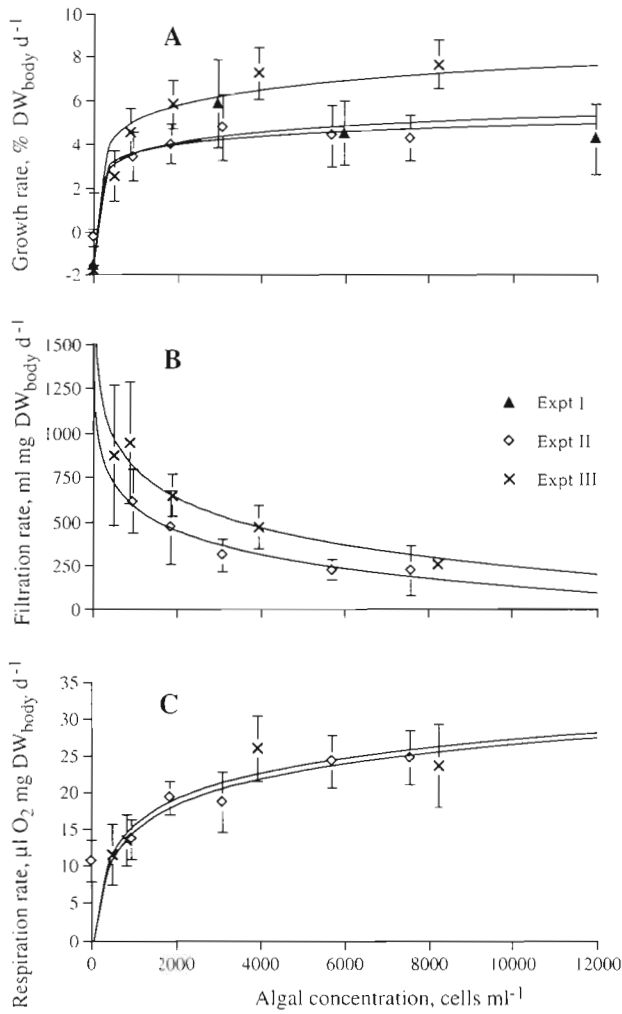 A
Growth rate, % DWbody d-1
10
8
6
4
2
0
-2
B
Filtration rate, ml mg DWbody d-1
1500
1250
1000
750
500
250
0
Expt I
Expt II
Expt III
C
Respiration rate, µl O2 mg DWbody d-1
35
30
25
20
15
10
5
0
0 2000 4000 6000 8000 10000 12000
Algal concentration, cells ml-1